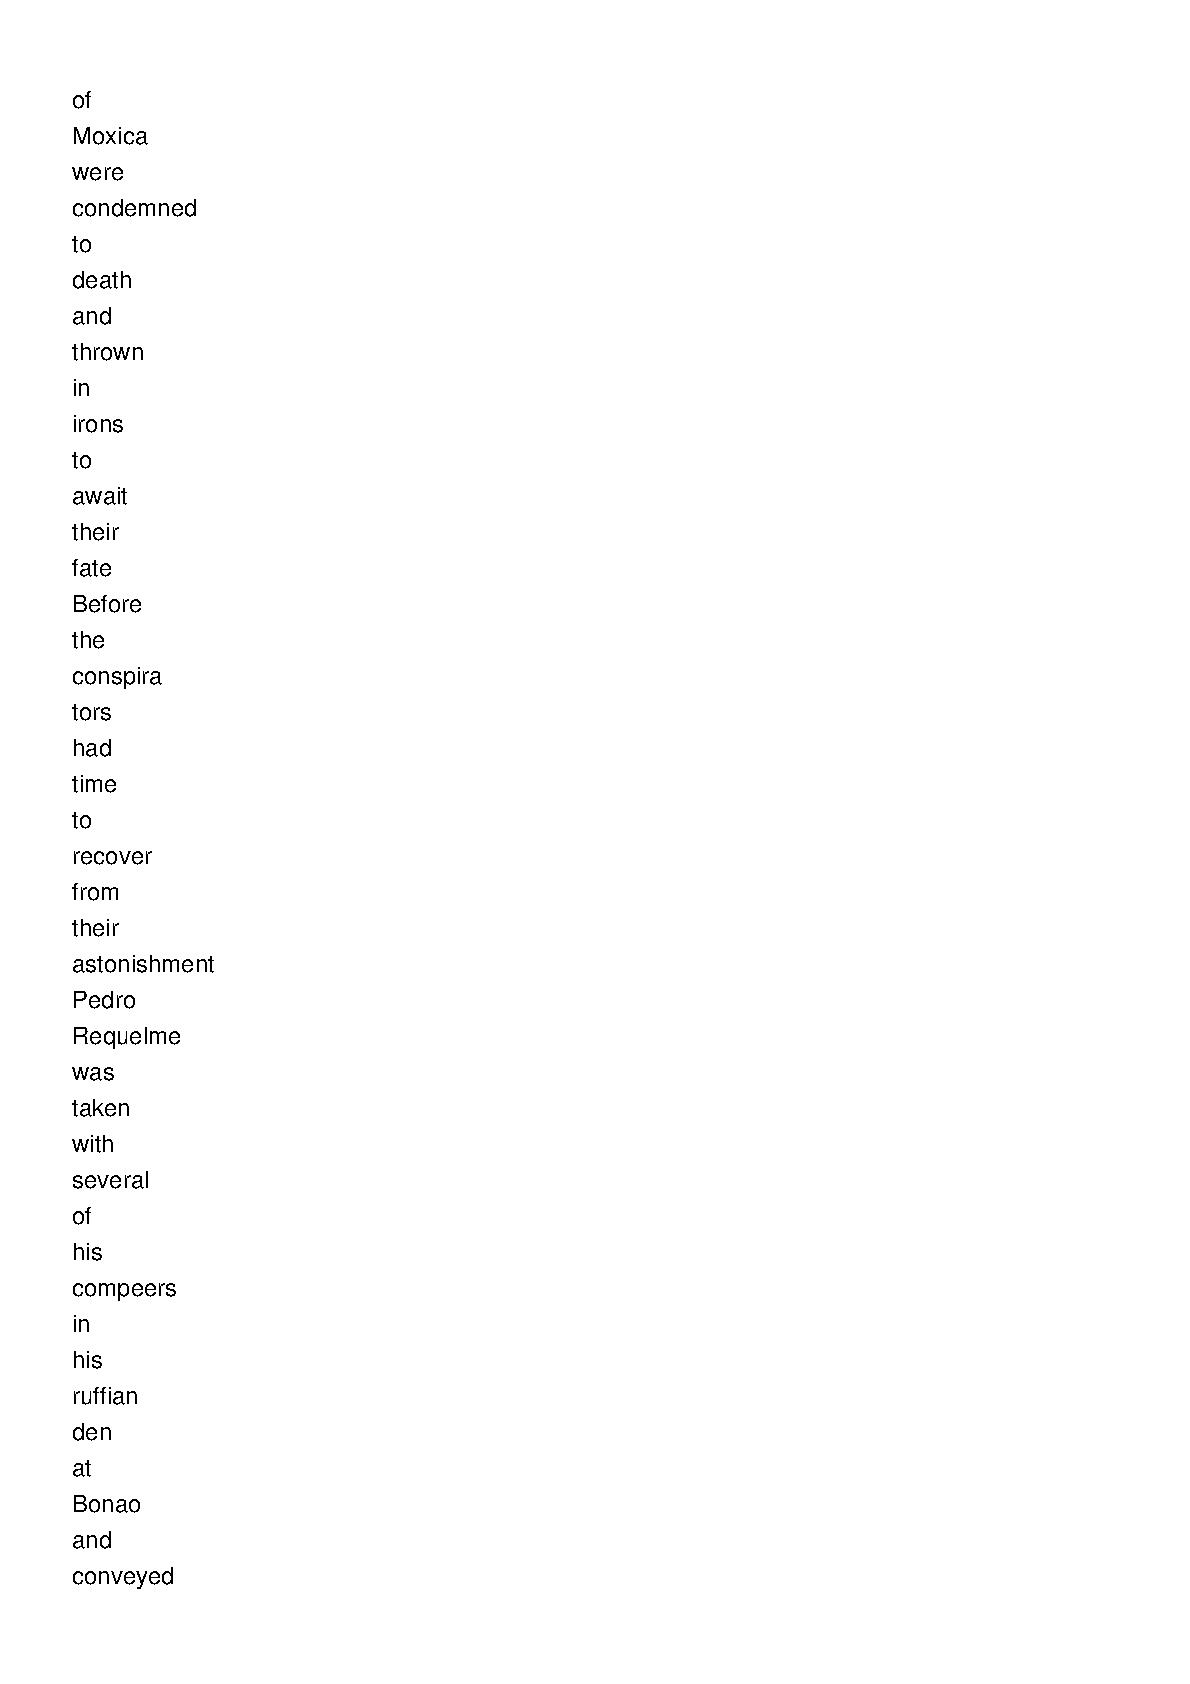 of
Moxica
were
condemned
to
death
and
thrown
in
irons
to
await
their
fate
Before
the
conspira
tors
had
time
to
recover
from
their
astonishment
Pedro
Requelme
was
taken
with
several
of
his
compeers
in
his
ruffian
den
at
Bonao
and
conveyed